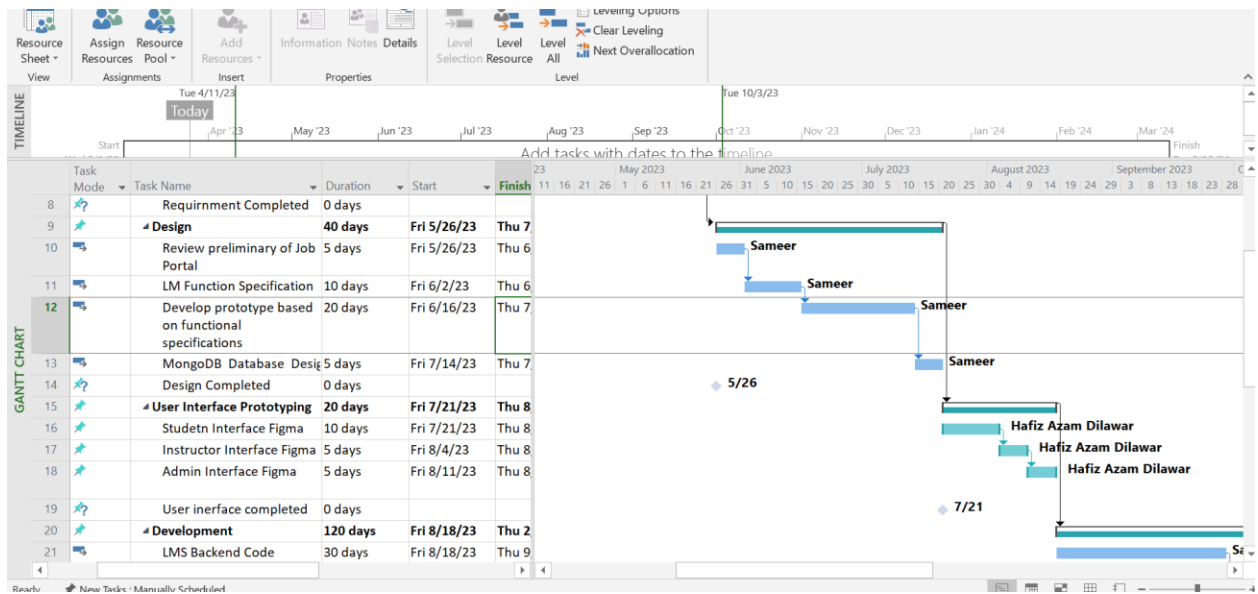 Leveling Options
Resource Sheet
Assign Resources
Resource Pool
Add Resources
Information
Notes
Details
Level Selection
Level Resource
Level All
Clear Leveling
Next Overallocation
View
Assignments
Insert
Properties
Level
TIMELINE
Tue 4/11/23
Tue 10/3/23
Today
Apr '23 May '23 Jun '23 Jul '23 Aug '23 Sep '23 Oct '23 Nov '23 Dec '23 Jan '24 Feb '24 Mar '24
Start
Finish
Add tasks with dates to the timeline
GANTT CHART
Task Mode Task Name Duration Start Finish
23 May 2023 June 2023 July 2023 August 2023 September 2023
11 16 21 26 1 6 11 16 21 26 31 5 10 15 20 25 30 5 10 15 20 25 30 4 9 14 19 24 29 3 8 13 18 23 28
8 Requirnment Completed 0 days
9 Design 40 days Fri 5/26/23 Thu 7
10 Review preliminary of Job Portal 5 days Fri 5/26/23 Thu 6 Sameer
11 LM Function Specification 10 days Fri 6/2/23 Thu 6 Sameer
12 Develop prototype based on functional specifications 20 days Fri 6/16/23 Thu 7 Sameer
13 MongoDB Database Desig 5 days Fri 7/14/23 Thu 7 Sameer
14 Design Completed 0 days 5/26
15 User Interface Prototyping 20 days Fri 7/21/23 Thu 8
16 Studetn Interface Figma 10 days Fri 7/21/23 Thu 8 Hafiz Azam Dilawar
17 Instructor Interface Figma 5 days Fri 8/4/23 Thu 8 Hafiz Azam Dilawar
18 Admin Interface Figma 5 days Fri 8/11/23 Thu 8 Hafiz Azam Dilawar
19 User inerface completed 0 days 7/21
20 Development 120 days Fri 8/18/23 Thu 2
21 LMS Backend Code 30 days Fri 8/18/23 Thu 9 Sa
Ready New Tasks : Manually Scheduled